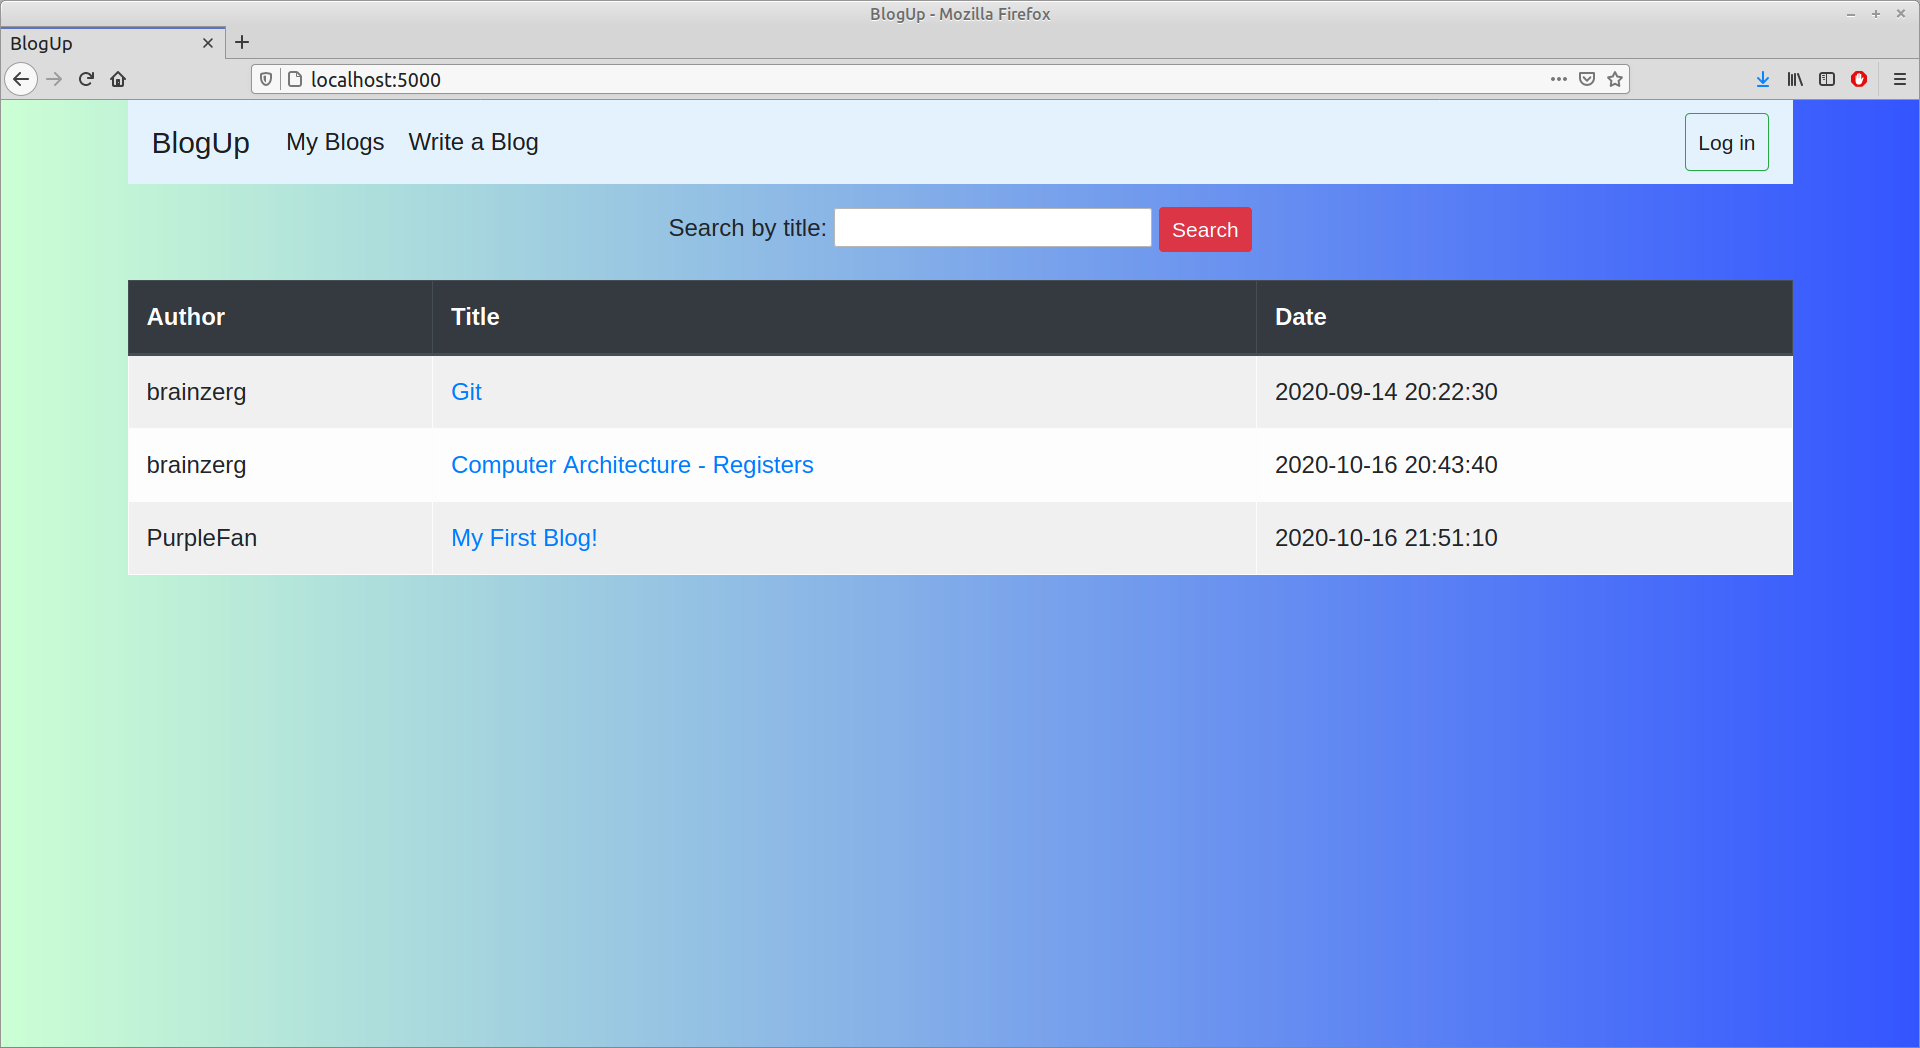 BlogUp - Mozilla Firefox
BlogUp
localhost:5000
BlogUp My Blogs Write a Blog Log in
Search by title: Search
Author Title Date
brainzerg Git 2020-09-14 20:22:30
brainzerg Computer Architecture - Registers 2020-10-16 20:43:40
PurpleFan My First Blog! 2020-10-16 21:51:10